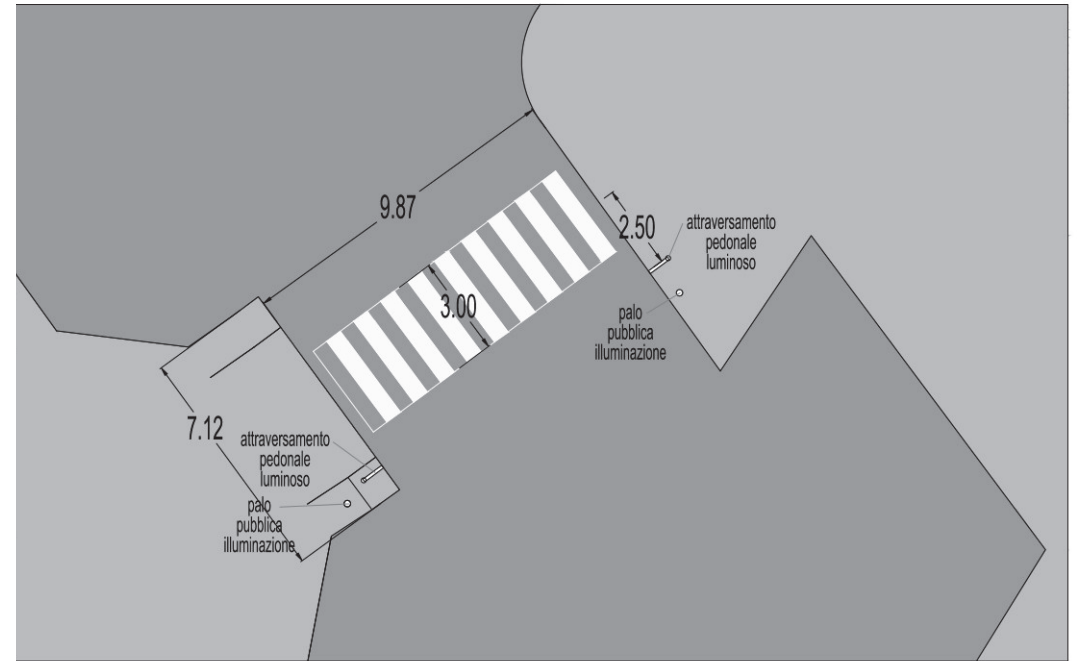 9.87
2.50
attraversamento
pedonale
luminoso
3.00
palo
pubblica
illuminazione
7.12
attraversamento
pedonale
luminoso
palo
pubblica
illuminazione